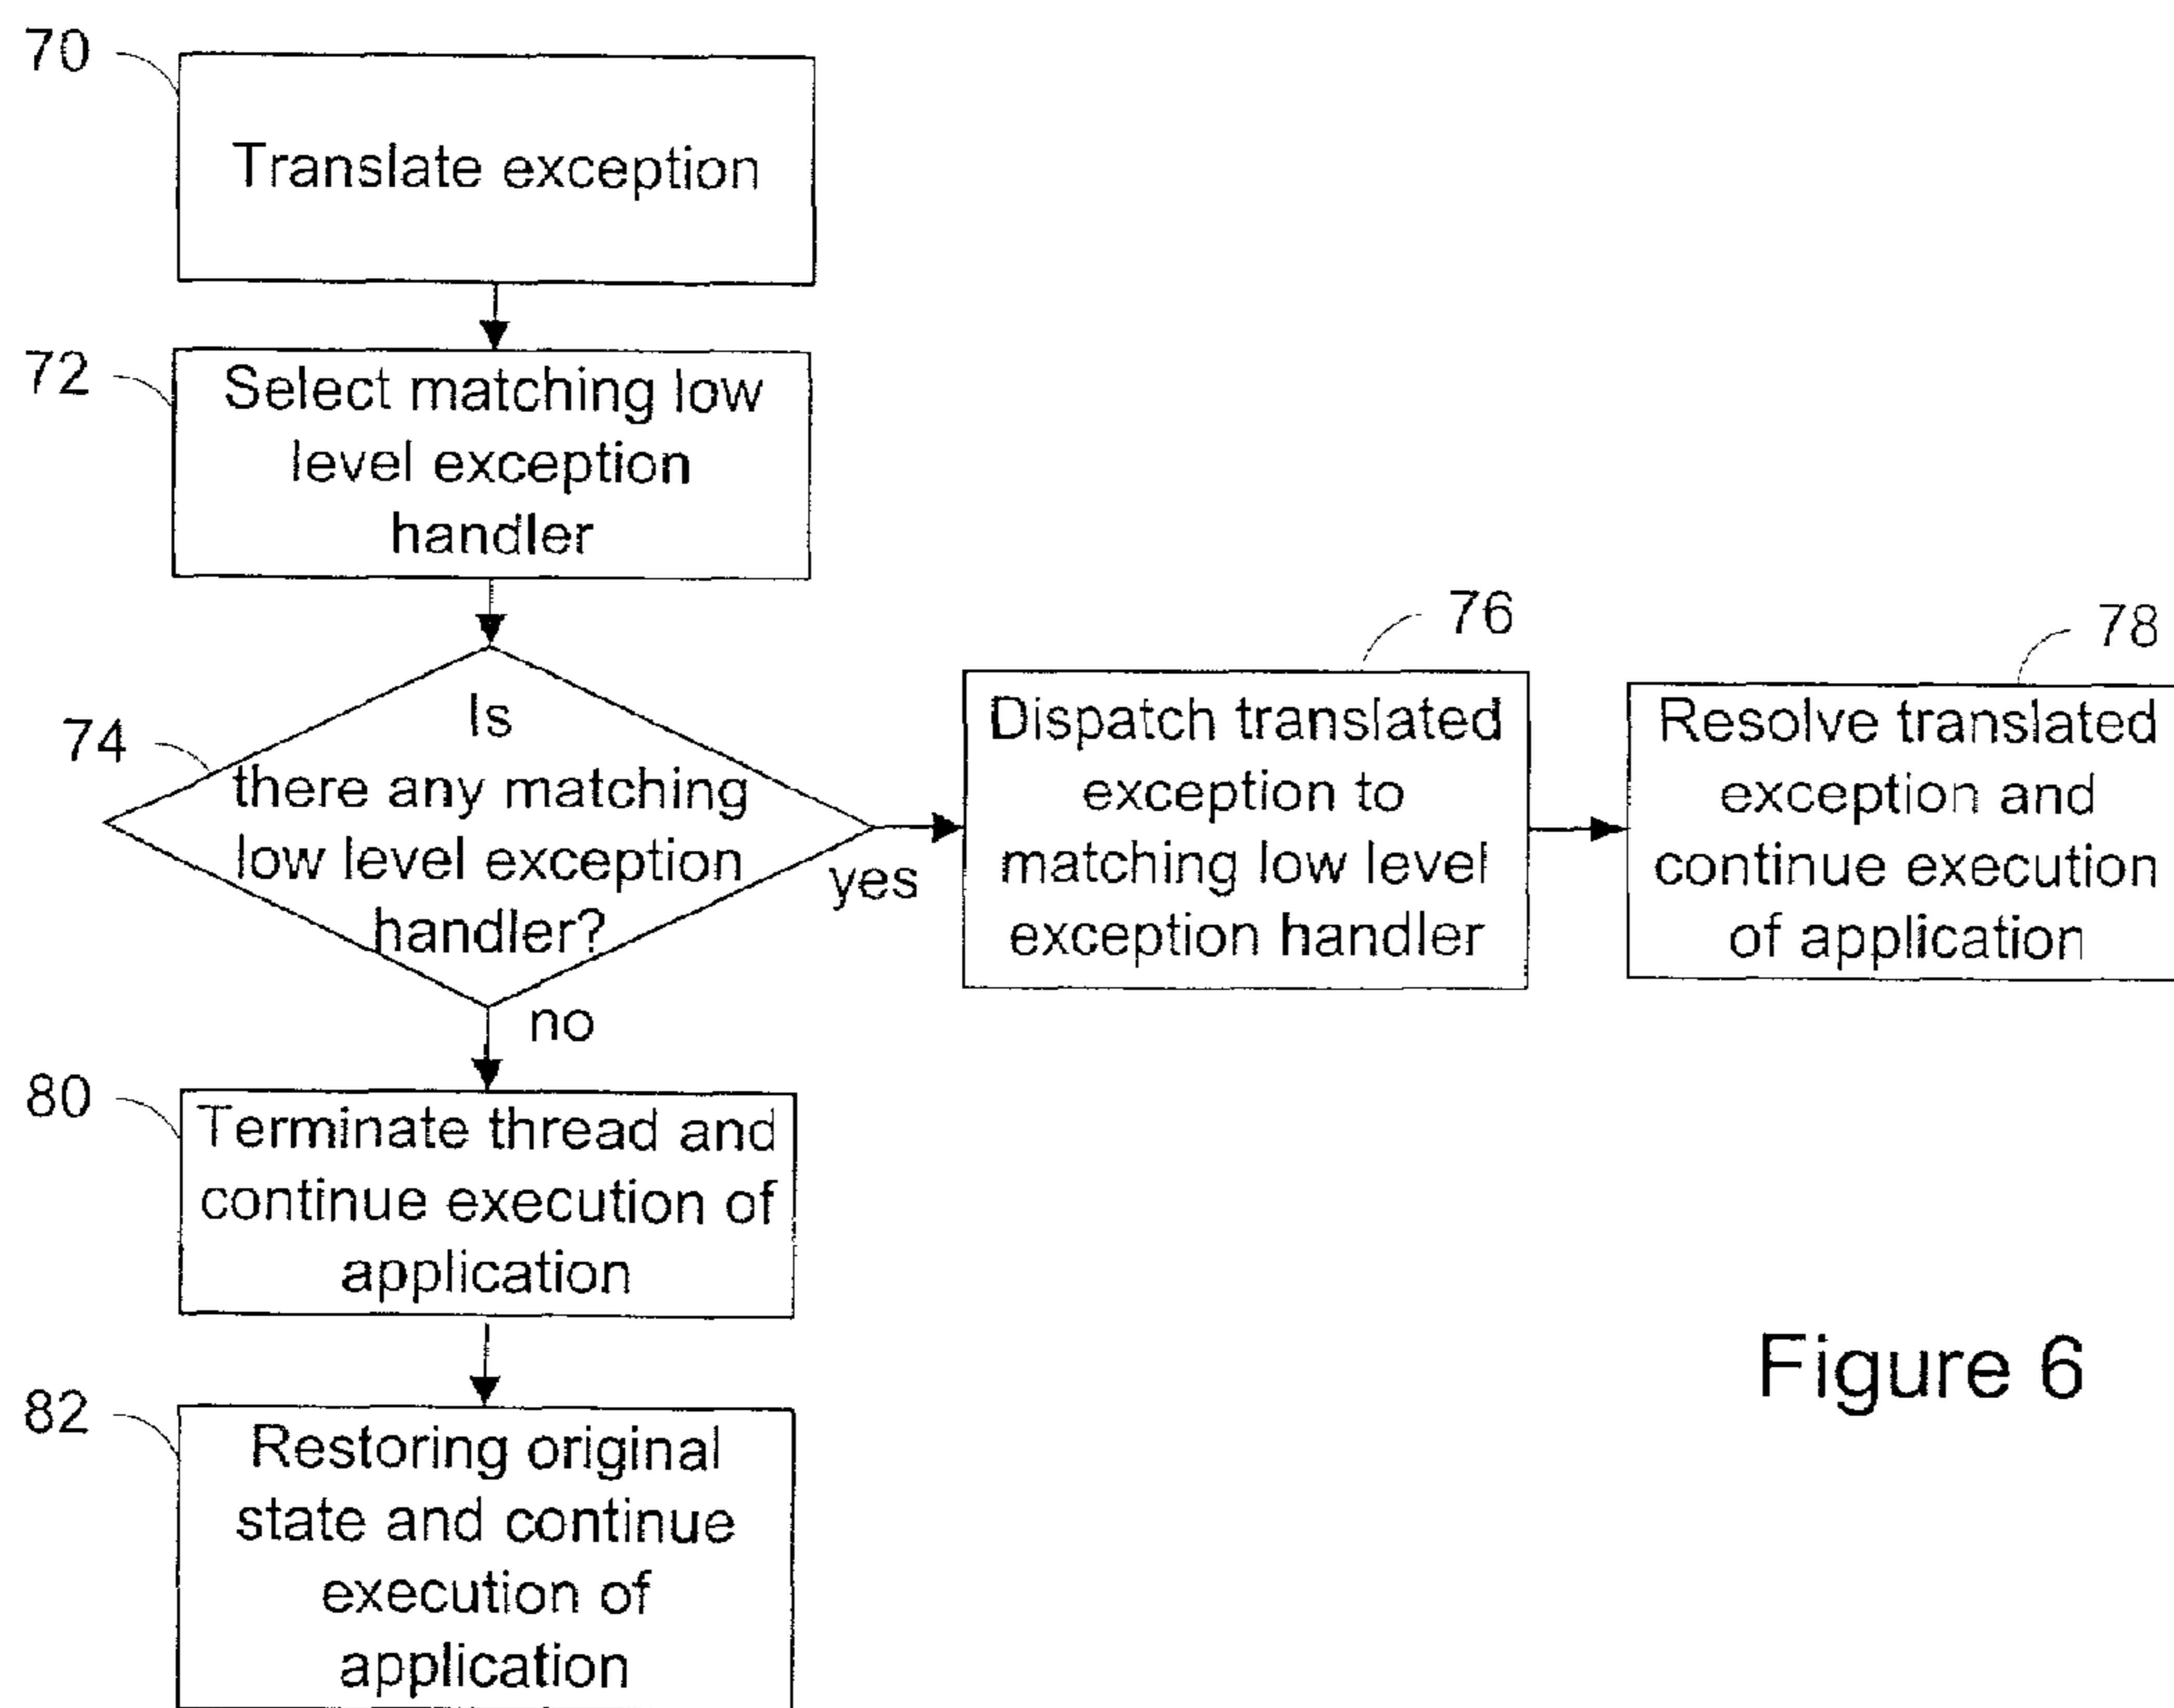 70
Translate exception
72
Select matching low
level exception
handler
74
Is
there any matching
low level exception
handler?
yes
no
76
Dispatch translated
exception to
matching low level
exception handler
78
Resolve translated
exception and
continue execution
of application
80
Terminate thread and
continue execution of
application
82
Restoring original
state and continue
execution of
application
Figure 6